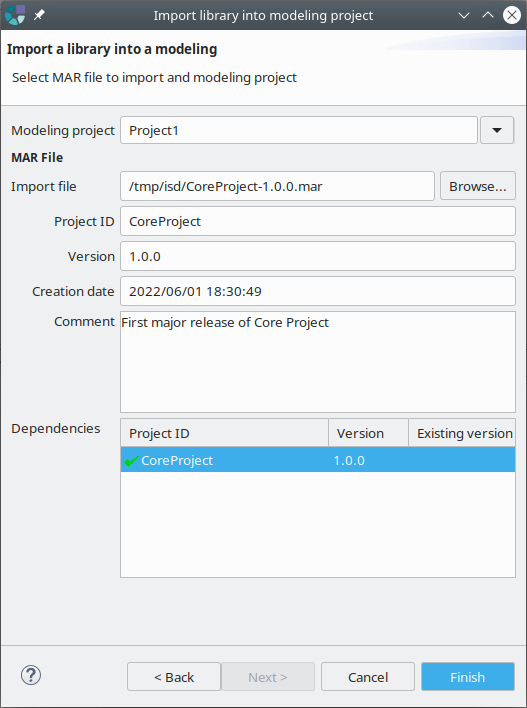 Import library into modeling project
Import a library into a modeling
Select MAR file to import and modeling project
Modeling project Project1
MAR File
Import file /tmp/isd/CoreProject-1.0.0.mar Browse...
Project ID CoreProject
Version 1.0.0
Creation date 2022/06/01 18:30:49
Comment First major release of Core Project
Dependencies Project ID Version Existing version
CoreProject 1.0.0
? < Back Next > Cancel Finish